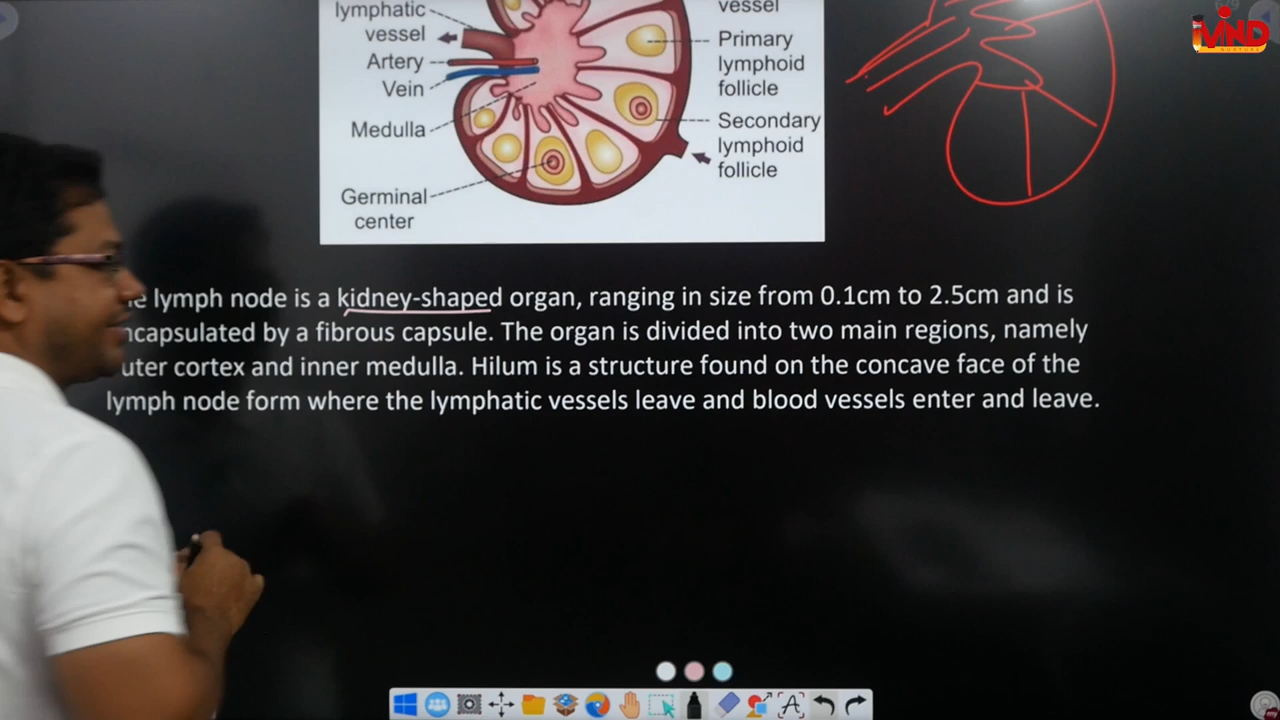 lymphatic
vessel
Artery
Vein
Medulla
Germinal
center
vessel
Primary
lymphoid
follicle
Secondary
lymphoid
follicle
lymph node is a kidney-shaped organ, ranging in size from 0.1cm to 2.5cm and is
ncapsulated by a fibrous capsule. The organ is divided into two main regions, namely
uter cortex and inner medulla. Hilum is a structure found on the concave face of the
lymph node form where the lymphatic vessels leave and blood vessels enter and leave.
MIND